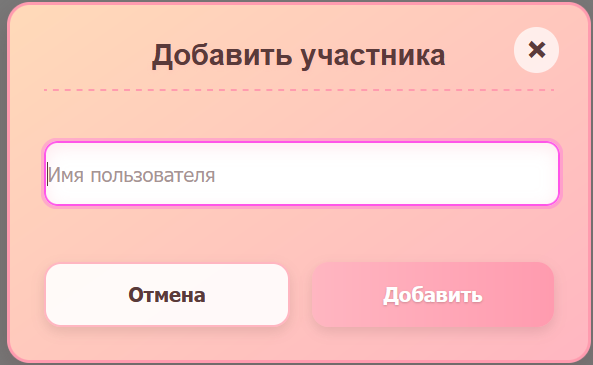 Добавить участника
Имя пользователя
Отмена
Добавить